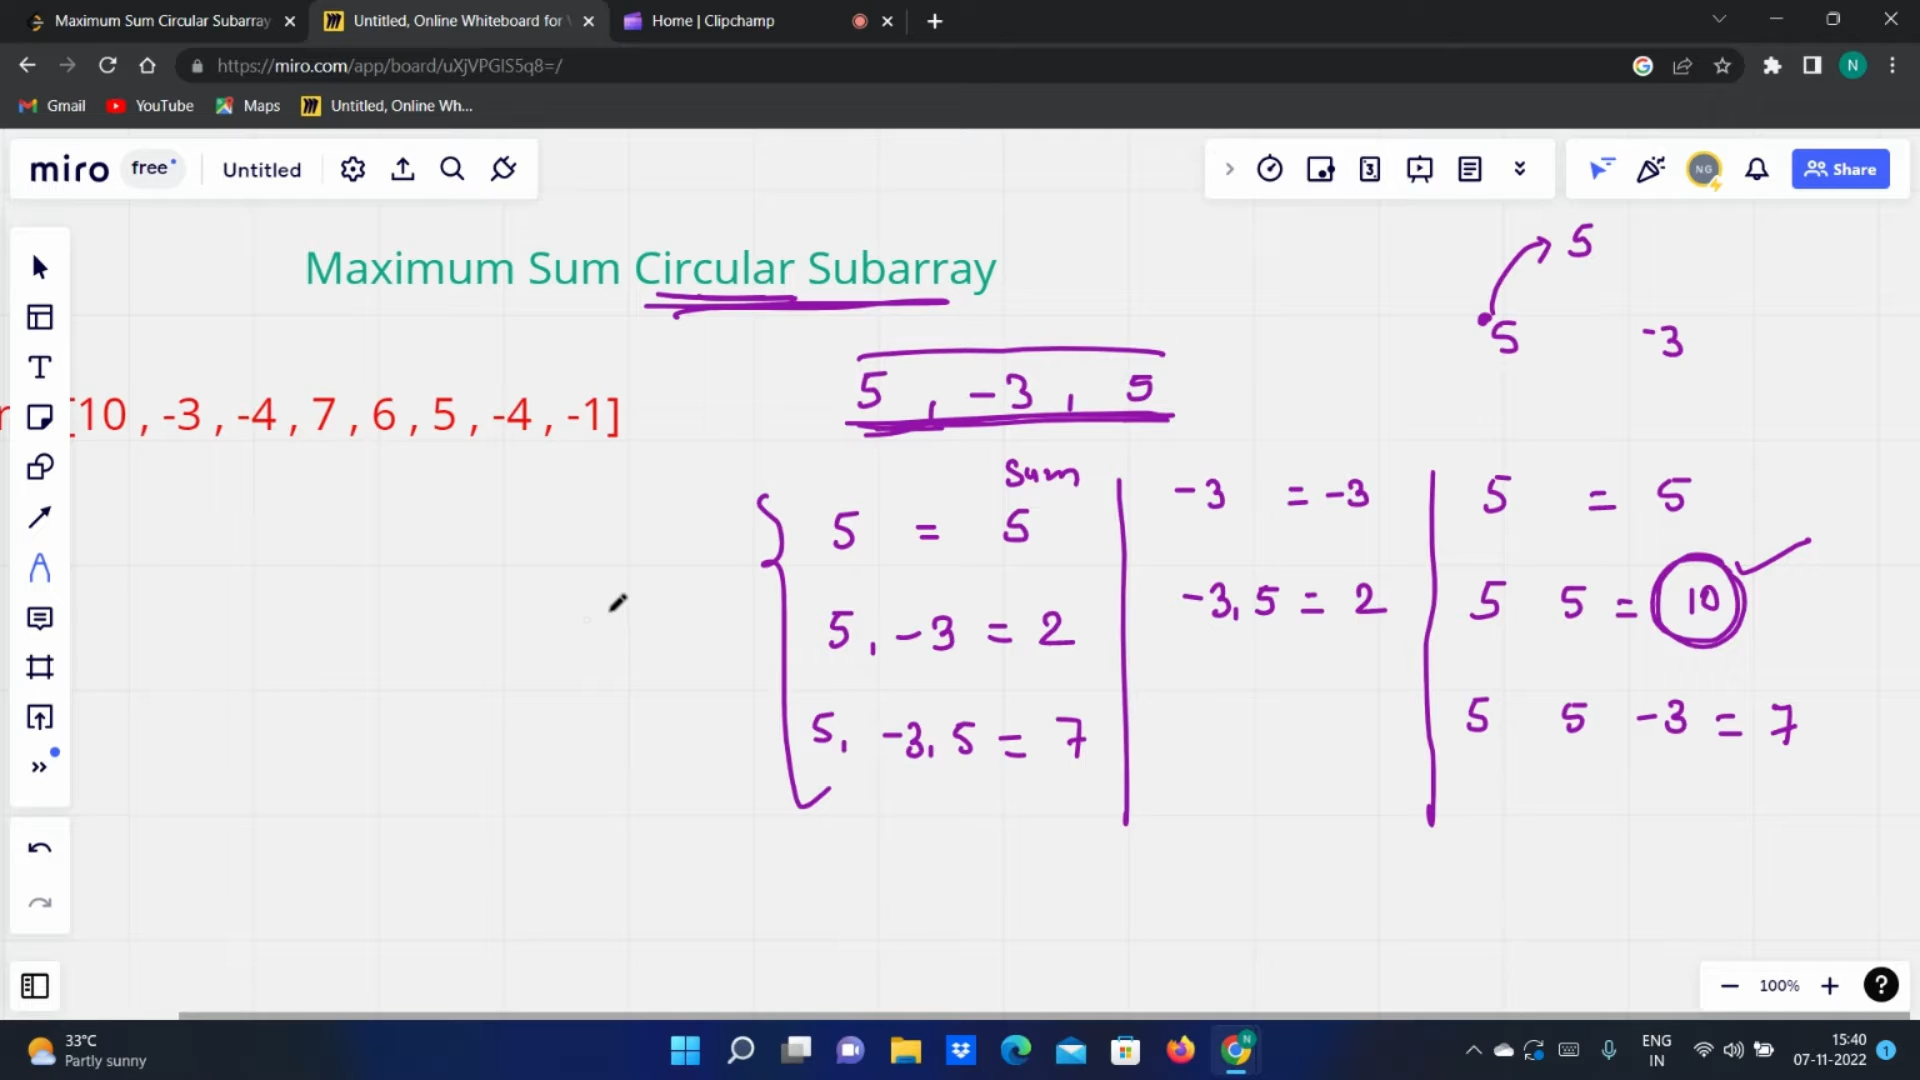 Maximum Sum Circular Subarray
Untitled, Online Whiteboard for
Home | Clipchamp
https://miro.com/app/board/uXjVPGlS5q8=/
N
Gmail
YouTube
Maps
Untitled, Online Wh...
miro
free
Untitled
NG
Share
Maximum Sum Circular Subarray
5
5 -3
[10 , -3 , -4 , 7 , 6 , 5 , -4 , -1]
5 , -3 , 5
Sum
5 = 5
5, -3 = 2
5, -3, 5 = 7
-3 = -3
-3, 5 = 2
5 = 5
5 5 = 10
5 5 -3 = 7
100%
33°C
Partly sunny
ENG
IN
15:40
07-11-2022
1